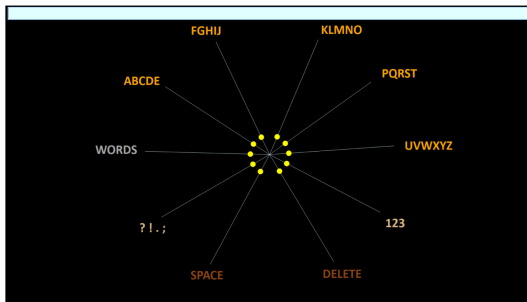 FGHIJ
KLMNO
ABCDE
PQRST
WORDS
UVWXYZ
? ! . ;
123
SPACE
DELETE